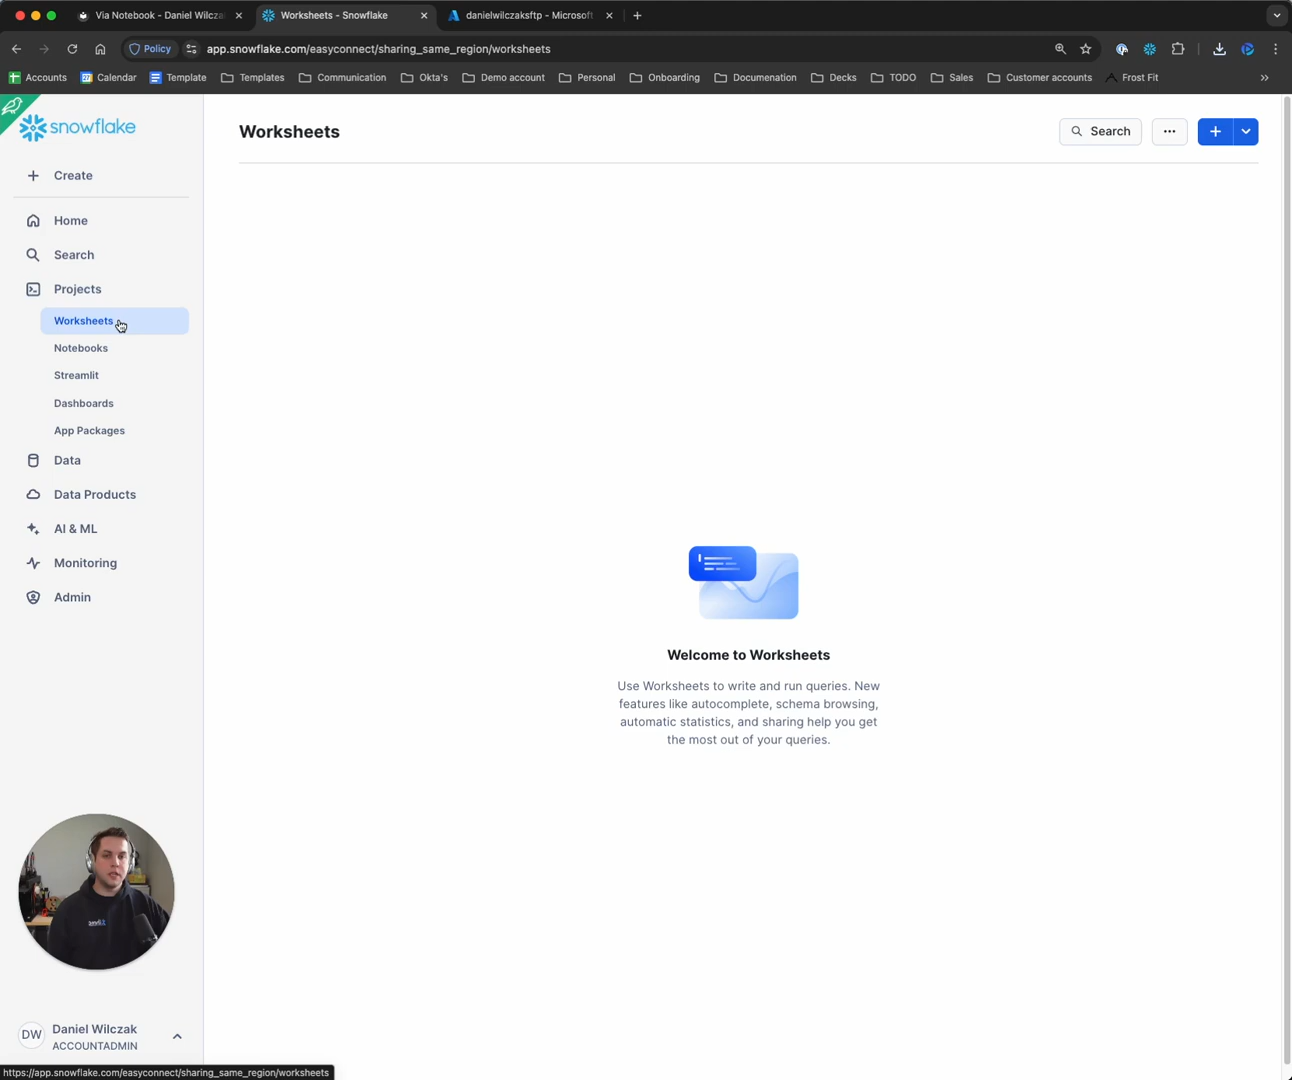 Via Notebook - Daniel Wilcza
Worksheets - Snowflake
danielwilczaksftp - Microsoft
Policy
app.snowflake.com/easyconnect/sharing_same_region/worksheets
Accounts
Calendar
Template
Templates
Communication
Okta's
Demo account
Personal
Onboarding
Documenation
Decks
TODO
Sales
Customer accounts
Frost Fit
snowflake
Worksheets
Search
Create
Home
Search
Projects
Worksheets
Notebooks
Streamlit
Dashboards
App Packages
Data
Data Products
AI & ML
Monitoring
Admin
Welcome to Worksheets
Use Worksheets to write and run queries. New
features like autocomplete, schema browsing,
automatic statistics, and sharing help you get
the most out of your queries.
DW
Daniel Wilczak
ACCOUNTADMIN
https://app.snowflake.com/easyconnect/sharing_same_region/worksheets